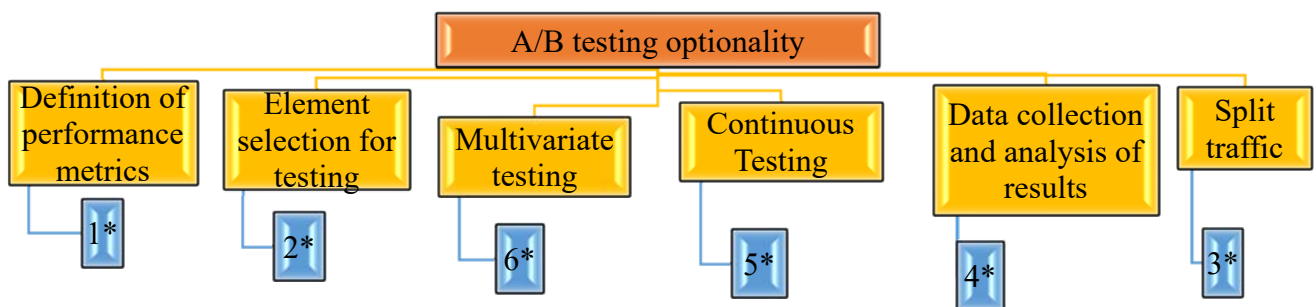 A/B testing optionality
Definition of
performance
metrics
Element
selection for
testing
Multivariate
testing
Continuous
Testing
Data collection
and analysis of
results
Split
traffic
1*
2*
6*
5*
4*
3*